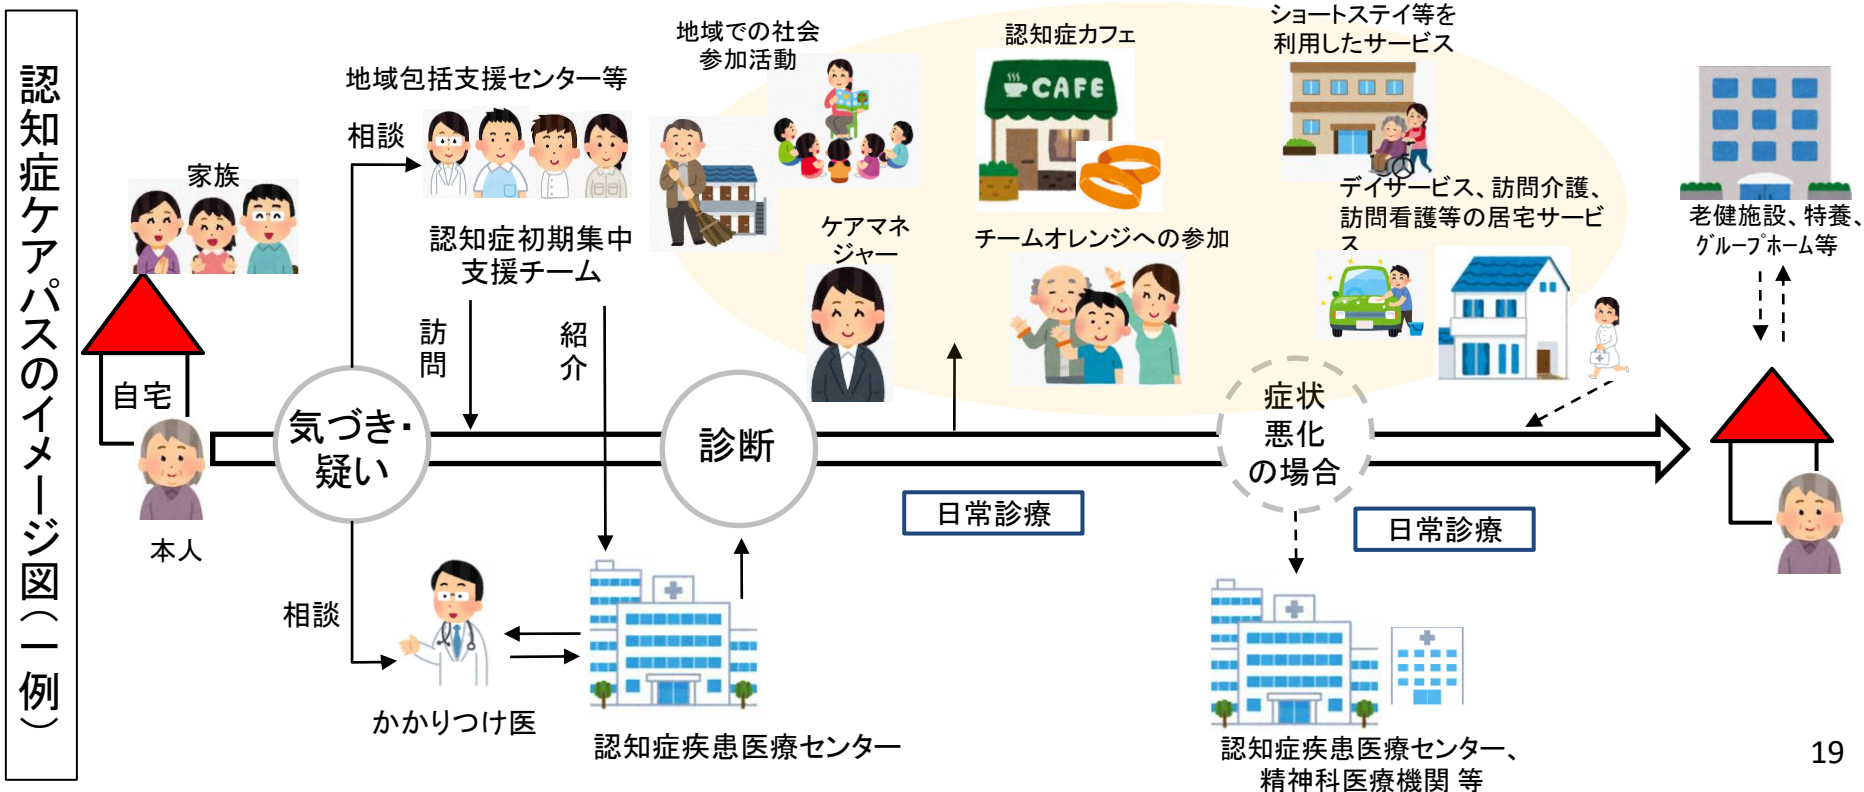 認知症ケアパスのイメージ図(一例)
家族
自宅
本人
相談
地域包括支援センター等
認知症初期集中
支援チーム
訪問
紹介
気づき・
疑い
相談
かかりつけ医
認知症疾患医療センター
診断
地域での社会
参加活動
認知症カフェ
CAFE
ケアマネ
ジャー
チームオレンジへの参加
ショートステイ等を
利用したサービス
デイサービス、訪問介護、
訪問看護等の居宅サービ
ス
日常診療
症状
悪化
の場合
日常診療
認知症疾患医療センター、
精神科医療機関 等
老健施設、特養、
グループホーム等
19